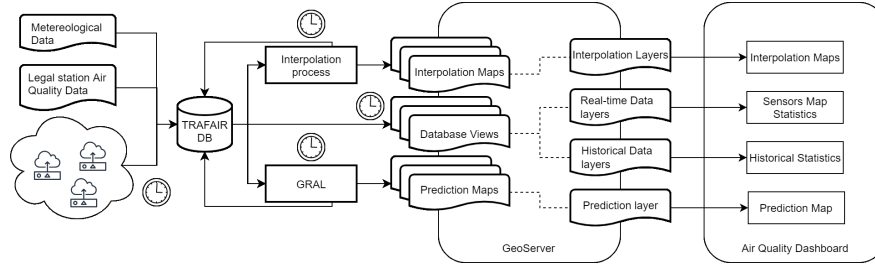 Metereological
Data
Legal station Air
Quality Data
TRAFAIR
DB
Interpolation
process
GRAL
Interpolation Maps
Database Views
Prediction Maps
GeoServer
Interpolation Layers
Real-time Data
layers
Historical Data
layers
Prediction layer
Interpolation Maps
Sensors Map
Statistics
Historical Statistics
Prediction Map
Air Quality Dashboard